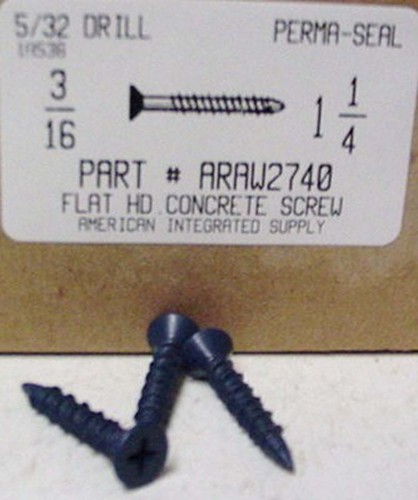 5/32 DRILL PERMA-SEAL
3/16 1 1/4
PART # ARAW2740
FLAT HD. CONCRETE SCREW
AMERICAN INTEGRATED SUPPLY